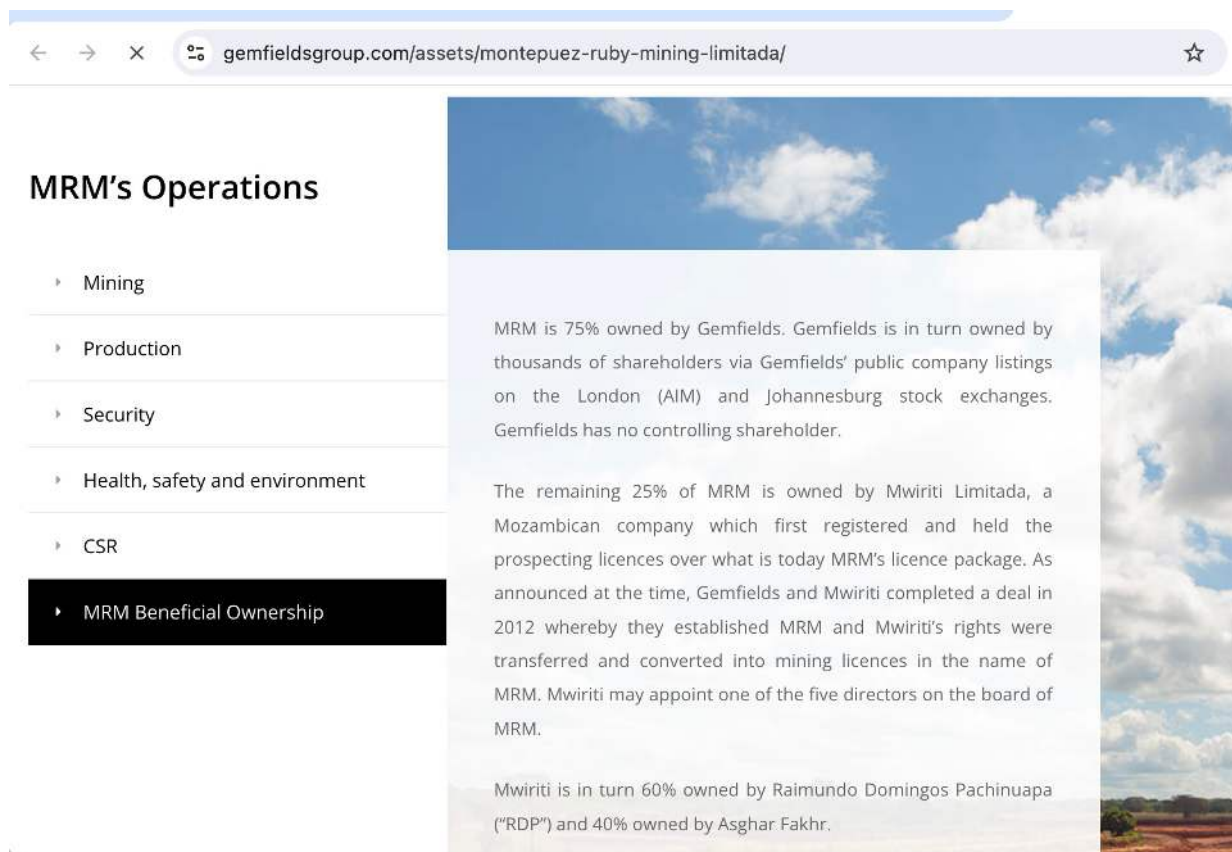 gemfieldsgroup.com/assets/montepuez-ruby-mining-limitada/
MRM's Operations
Mining
Production
Security
Health, safety and environment
CSR
MRM Beneficial Ownership
MRM is 75% owned by Gemfields. Gemfields is in turn owned by
thousands of shareholders via Gemfields' public company listings
on the London (AIM) and Johannesburg stock exchanges.
Gemfields has no controlling shareholder.
The remaining 25% of MRM is owned by Mwiriti Limitada, a
Mozambican company which first registered and held the
prospecting licences over what is today MRM's licence package. As
announced at the time, Gemfields and Mwiriti completed a deal in
2012 whereby they established MRM and Mwiriti's rights were
transferred and converted into mining licences in the name of
MRM. Mwiriti may appoint one of the five directors on the board of
MRM.
Mwiriti is in turn 60% owned by Raimundo Domingos Pachinuapa
("RDP") and 40% owned by Asghar Fakhr.